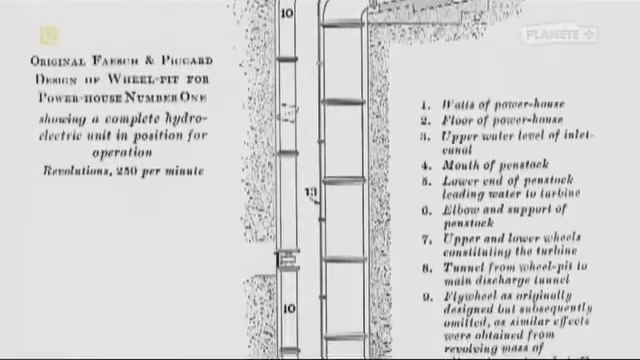 PLANETE +
ORIGINAL FAESCH & PICCARD
DESIGN OF WHEEL-PIT FOR
POWER-HOUSE NUMBER ONE
showing a complete hydro-
electric unit in position for
operation
Revolutions, 250 per minute
10
13
10
1. Walls of power-house
2. Floor of power-house
3. Upper water level of inlet-
canal
4. Mouth of penstock
5. Lower end of penstock
leading water to turbine
6. Elbow and support of
penstock
7. Upper and lower wheels
constituting the turbine
8. Tunnel from wheel-pit to
main discharge tunnel
9. Flywheel as originally
designed but subsequently
omitted, as similar effects
were obtained from
revolving mass of